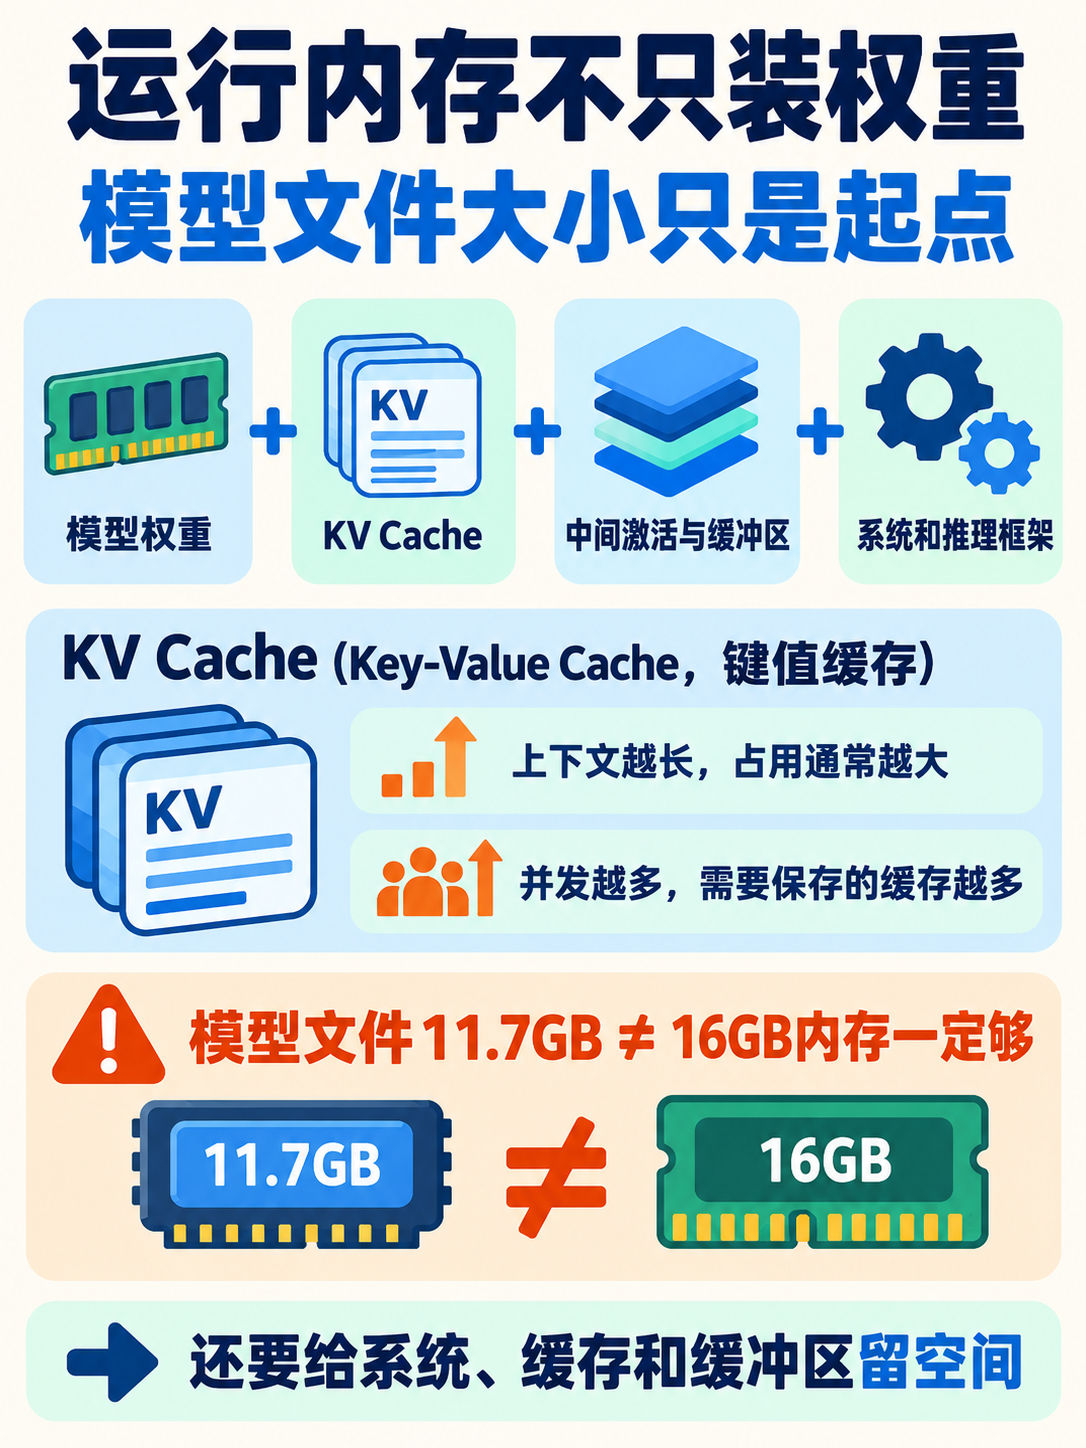 运行内存不只装权重
模型文件大小只是起点
模型权重
+
KV
KV Cache
+
中间激活与缓冲区
+
系统和推理框架
KV Cache (Key-Value Cache，键值缓存)
KV
上下文越长，占用通常越大
并发越多，需要保存的缓存越多
!
模型文件11.7GB ≠ 16GB内存一定够
11.7GB
≠
16GB
还要给系统、缓存和缓冲区留空间